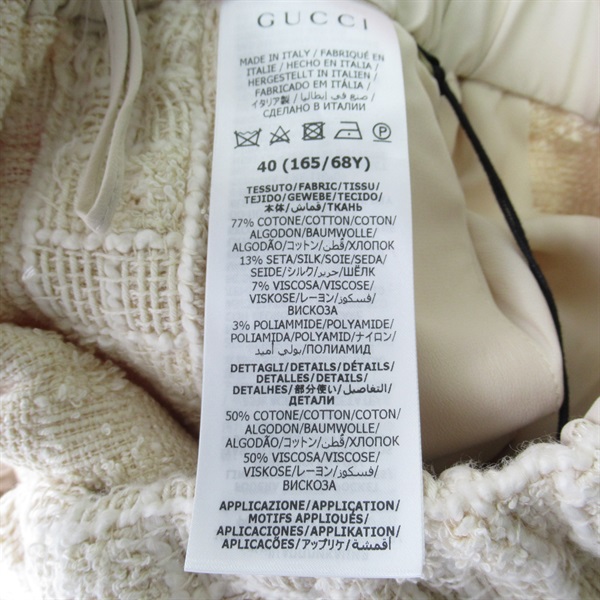 GUCCI
MADE IN ITALY / FABRIQUÉ EN
ITALIE / HECHO EN ITALIA /
HERGESTELLT IN ITALIEN /
イタリア製 / صنع في إيطاليا /
СДЕЛАНО В ИТАЛИИ
P
40 (165/68Y)
TESSUTO/FABRIC/TISSU/
TEJIDO/GEWEBE/TECIDO/
本体/قماش/ТКАНЬ
77% COTONE/COTTON/COTON/
ALGODON/BAUMWOLLE/
ALGODÃO/コットン/قطن/ХЛОПОК
13% SETA/SILK/SOIE/SEDA/
SEIDE/シルク/حرير/ШЁЛК
7% VISCOSA/VISCOSE/
VISKOSE/レーヨン/فسكوز/
ВИСКОЗА
3% POLIAMMIDE/POLYAMIDE/
POLIAMIDA/POLYAMID/ナイロン/
بولي أميد/ПОЛИАМИД
DETTAGLI/DETAILS/DÉTAILS/
DETALLES/DETAILS/
DETALHES/部分使い/التفاصيل/
ДЕТАЛИ
50% COTONE/COTTON/COTON/
ALGODON/BAUMWOLLE/
ALGODÃO/コットン/قطن/ХЛОПОК
50% VISCOSA/VISCOSE/
VISKOSE/レーヨン/فسكوز/
ВИСКОЗА
APPLICAZIONE/APPLICATION/
MOTIFS APPLIQUÉS/
APLICACIONES/APPLIKATION/
APLICAÇÕES/アップリケ/أقمشة/